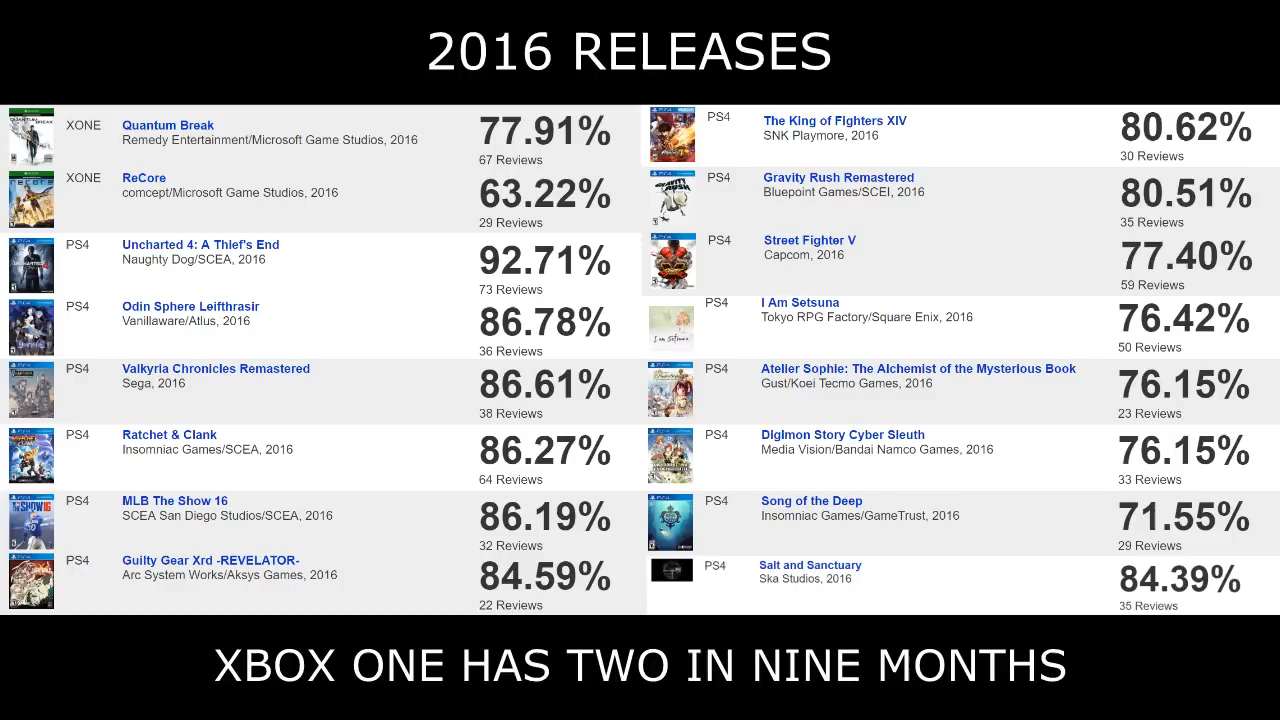 2016 RELEASES
XONE
Quantum Break
Remedy Entertainment/Microsoft Game Studios, 2016
77.91%
67 Reviews
XONE
ReCore
comcept/Microsoft Game Studios, 2016
63.22%
29 Reviews
PS4
Uncharted 4: A Thief's End
Naughty Dog/SCEA, 2016
92.71%
73 Reviews
PS4
Odin Sphere Leifthrasir
Vanillaware/Atlus, 2016
86.78%
36 Reviews
PS4
Valkyria Chronicles Remastered
Sega, 2016
86.61%
38 Reviews
PS4
Ratchet & Clank
Insomniac Games/SCEA, 2016
86.27%
64 Reviews
PS4
MLB The Show 16
SCEA San Diego Studios/SCEA, 2016
86.19%
32 Reviews
PS4
Guilty Gear Xrd -REVELATOR-
Arc System Works/Aksys Games, 2016
84.59%
22 Reviews
PS4
The King of Fighters XIV
SNK Playmore, 2016
80.62%
30 Reviews
PS4
Gravity Rush Remastered
Bluepoint Games/SCEI, 2016
80.51%
35 Reviews
PS4
Street Fighter V
Capcom, 2016
77.40%
59 Reviews
PS4
I Am Setsuna
Tokyo RPG Factory/Square Enix, 2016
76.42%
50 Reviews
PS4
Atelier Sophie: The Alchemist of the Mysterious Book
Gust/Koei Tecmo Games, 2016
76.15%
23 Reviews
PS4
Digimon Story Cyber Sleuth
Media Vision/Bandai Namco Games, 2016
76.15%
33 Reviews
PS4
Song of the Deep
Insomniac Games/GameTrust, 2016
71.55%
29 Reviews
PS4
Salt and Sanctuary
Ska Studios, 2016
84.39%
35 Reviews
XBOX ONE HAS TWO IN NINE MONTHS